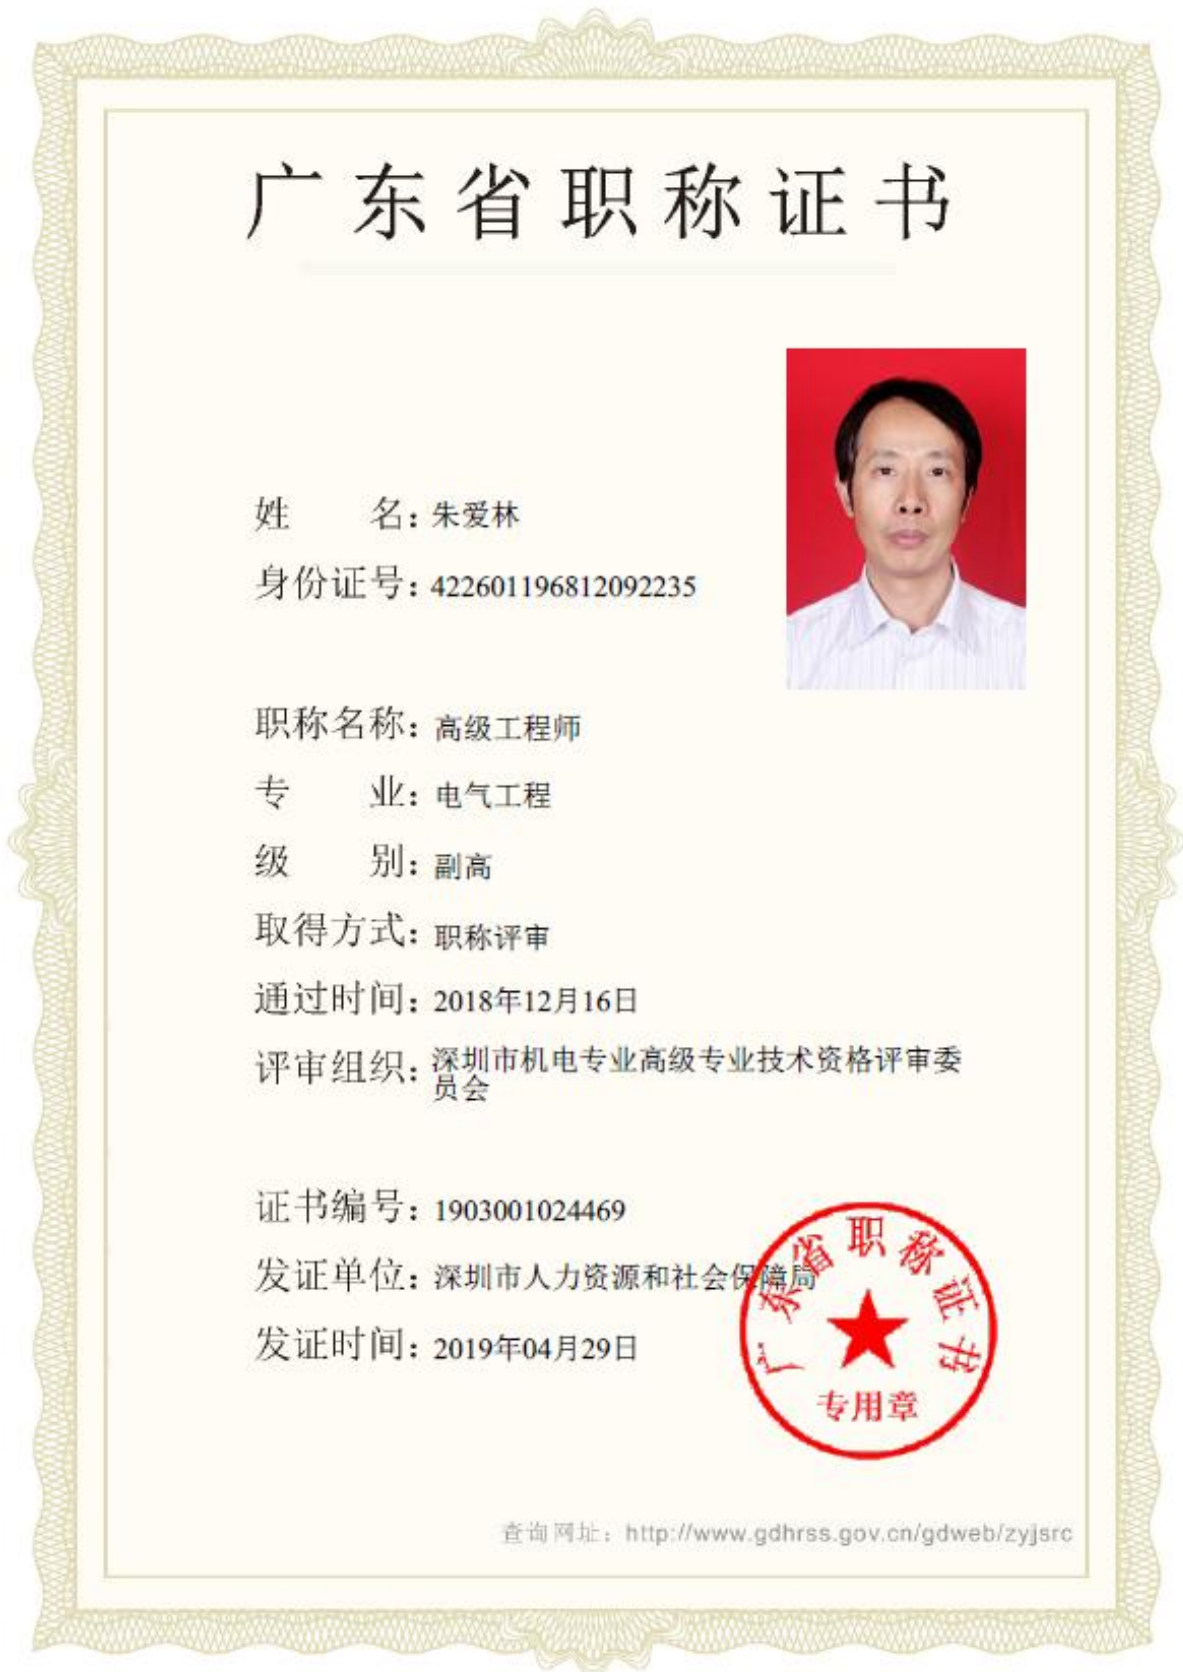 广东省职称证书
姓　　名：朱爱林
身份证号：422601196812092235
职称名称：高级工程师
专　　业：电气工程
级　　别：副高
取得方式：职称评审
通过时间：2018年12月16日
评审组织：深圳市机电专业高级专业技术资格评审委
员会
证书编号：1903001024469
发证单位：深圳市人力资源和社会保障局
发证时间：2019年04月29日
广东省职称证书
专用章
查询网址：http://www.gdhrss.gov.cn/gdweb/zyjsrc